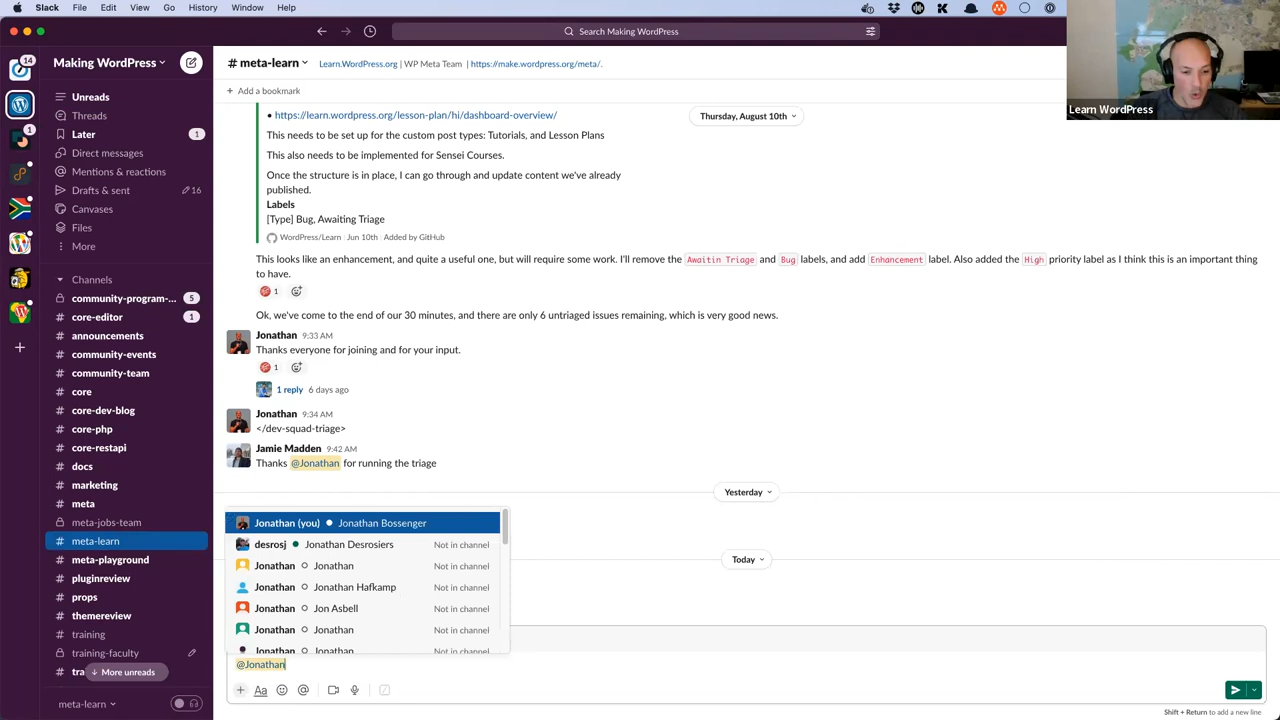 Slack
File
Edit
View
Go
History
Window
Help
Making WordPress
Search Making WordPress
# meta-learn
Learn.WordPress.org | WP Meta Team | https://make.wordpress.org/meta/.
Learn WordPress
Add a bookmark
14
1
Unreads
Threads
Later
1
Direct messages
Mentions & reactions
Drafts & sent
16
Canvases
Files
More
Channels
community-program-...
5
core-editor
1
announcements
community-events
community-team
core
core-dev-blog
core-php
core-restapi
docs
marketing
meta
meta-jobs-team
meta-learn
meta-playground
pluginreview
props
themereview
training
training-faculty
tra
More unreads
meta-learn
Thursday, August 10th
• https://learn.wordpress.org/lesson-plan/hi/dashboard-overview/
This needs to be set up for the custom post types: Tutorials, and Lesson Plans
This also needs to be implemented for Sensei Courses.
Once the structure is in place, I can go through and update content we've already
published.
Labels
[Type] Bug, Awaiting Triage
WordPress/Learn | Jun 10th | Added by GitHub
This looks like an enhancement, and quite a useful one, but will require some work. I'll remove the Awaitin Triage and Bug labels, and add Enhancement label. Also added the High priority label as I think this is an important thing
to have.
1
Ok, we've come to the end of our 30 minutes, and there are only 6 untriaged issues remaining, which is very good news.
Jonathan 9:33 AM
Thanks everyone for joining and for your input.
1
1 reply 6 days ago
Jonathan 9:34 AM
</dev-squad-triage>
Jamie Madden 9:42 AM
Thanks @Jonathan for running the triage
Yesterday
Today
Jonathan (you) Jonathan Bossenger
desrosj Jonathan Desrosiers Not in channel
Jonathan Jonathan Not in channel
Jonathan Jonathan Hafkamp Not in channel
Jonathan Jon Asbell Not in channel
Jonathan Jonathan Not in channel
Jonathan Jonathan Not in channel
@Jonathan
Aa
Shift + Return to add a new line